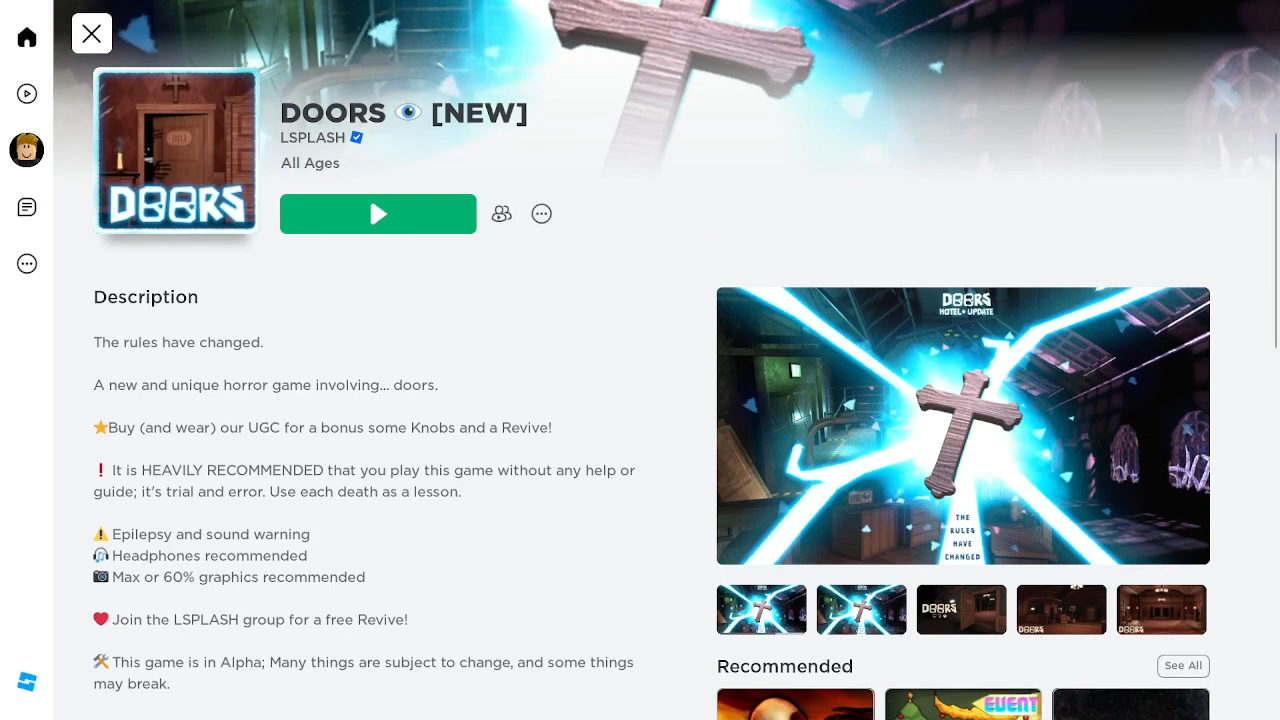 DOORS 👁 [NEW]
LSPLASH
All Ages
DOORS
Description
The rules have changed.
A new and unique horror game involving... doors.
⭐Buy (and wear) our UGC for a bonus some Knobs and a Revive!
❗ It is HEAVILY RECOMMENDED that you play this game without any help or
guide; it's trial and error. Use each death as a lesson.
⚠️ Epilepsy and sound warning
🎧 Headphones recommended
📷 Max or 60% graphics recommended
❤️ Join the LSPLASH group for a free Revive!
🛠️ This game is in Alpha; Many things are subject to change, and some things
may break.
DOORS
HOTEL+ UPDATE
THE
RULES
HAVE
CHANGED
DOORS
DOORS
DOORS
Recommended
See All
EVENT